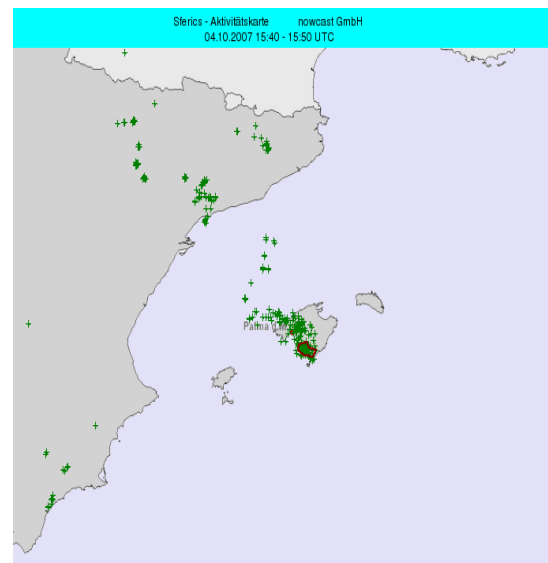 Sferics - Aktivitätskarte nowcast GmbH
04.10.2007 15:40 - 15:50 UTC
Palma